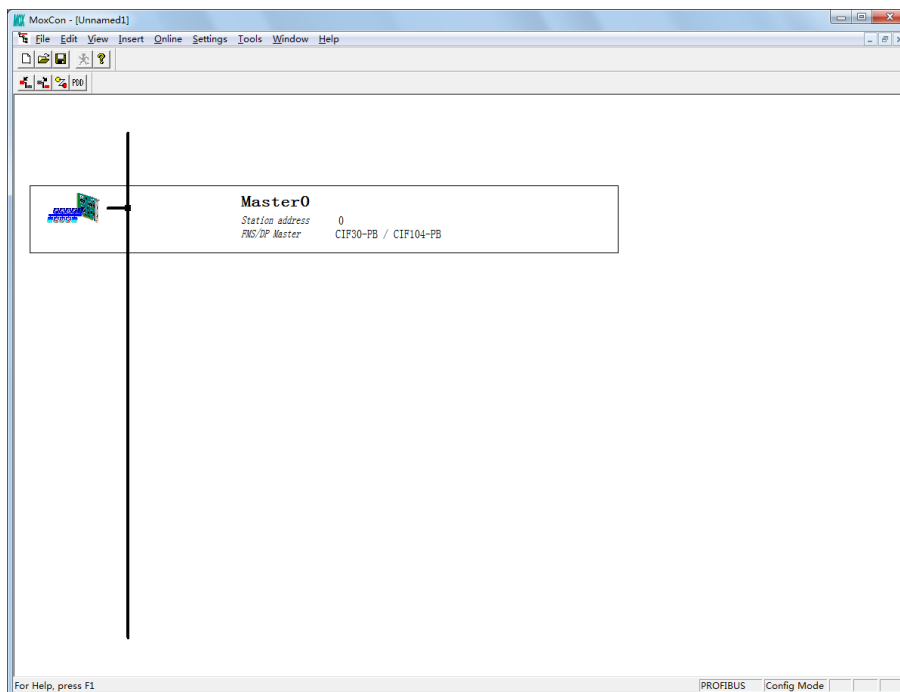 MoxCon - [Unnamed1]
File Edit View Insert Online Settings Tools Window Help
PDD
Master0
Station address 0
FMS/DP Master CIF30-PB / CIF104-PB
For Help, press F1 PROFIBUS Config Mode